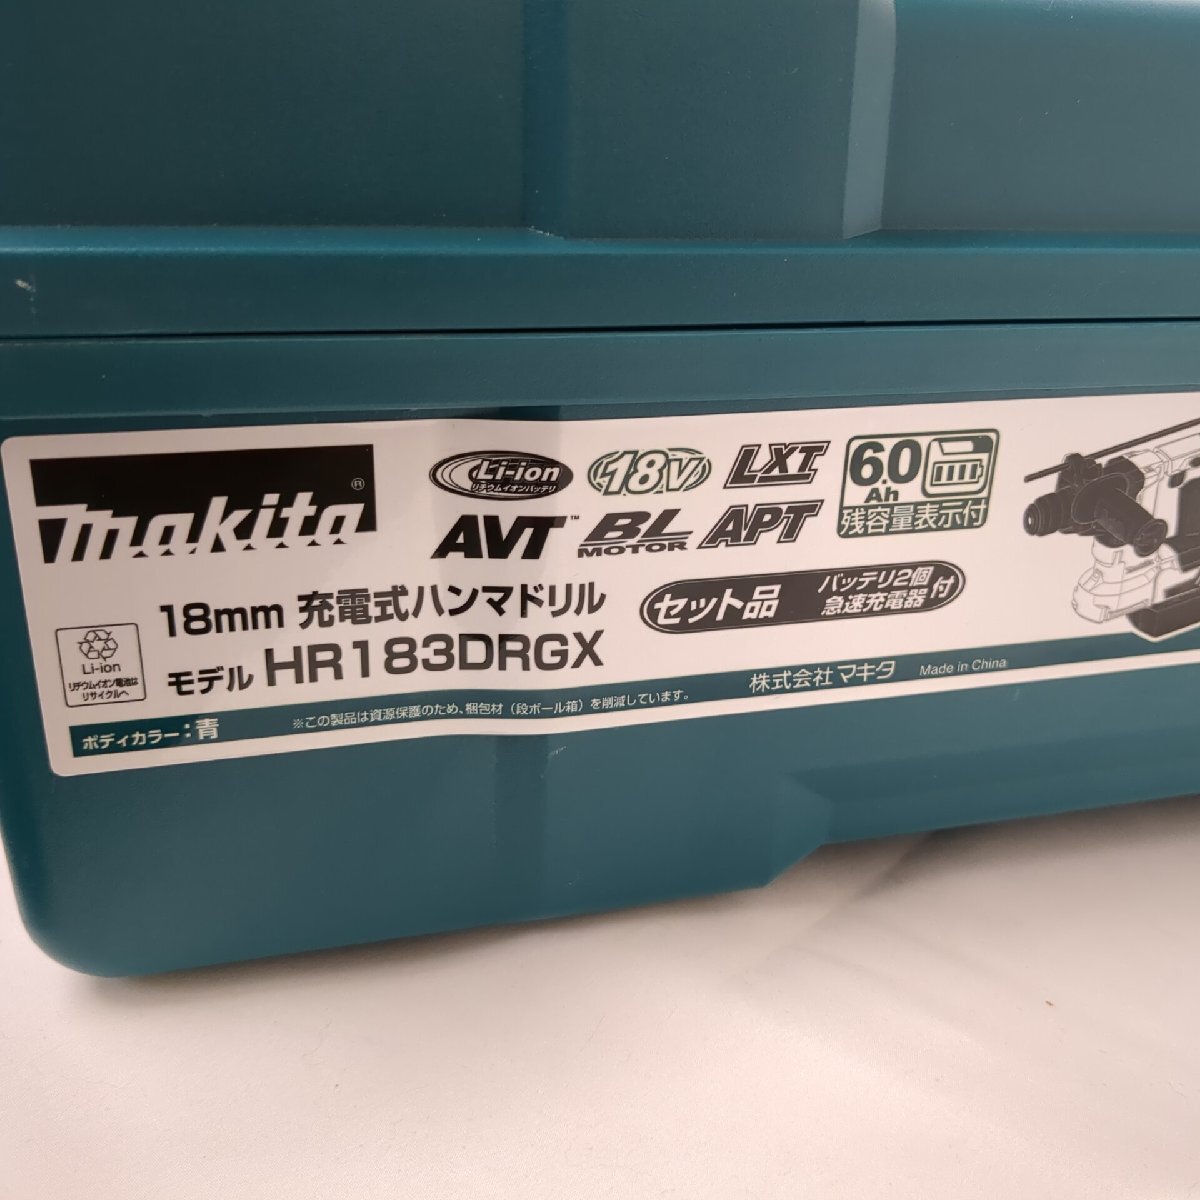 makita®
Li-ion
リチウムイオンバッテリ
18V
LXT
6.0
Ah
残容量表示付
AVT™
BL
MOTOR
APT
18mm 充電式ハンマドリル
モデル HR183DRGX
セット品
バッテリ2個
急速充電器
付
Li-ion
リチウムイオン電池は
リサイクルへ
ボディカラー：青
※この製品は資源保護のため、梱包材（段ボール箱）を削減しています。
株式会社 マキタ
Made in China